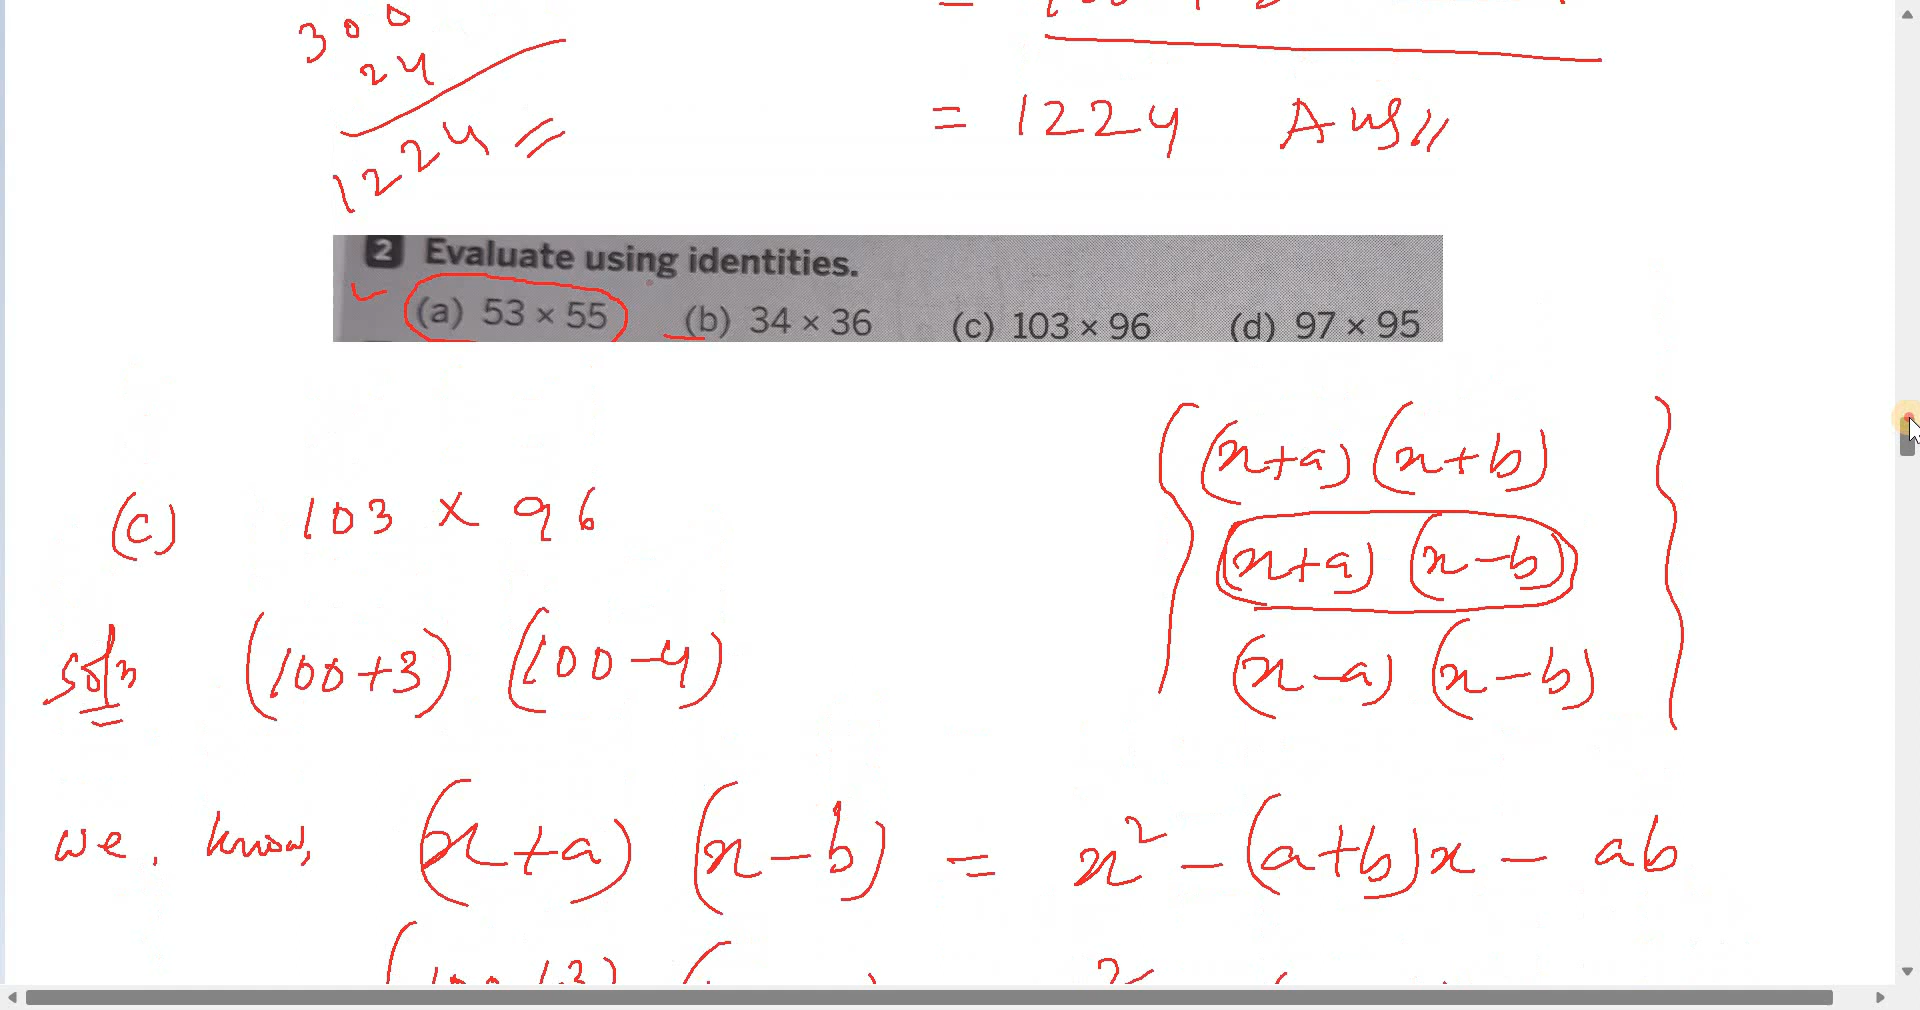 300
24
1224 =
= 1224 Ans//
2 Evaluate using identities.
(a) 53 × 55 (b) 34 × 36 (c) 103 × 96 (d) 97 × 95
(x+a) (x+b)
(x+a) (x-b)
(x-a) (x-b)
(c) 103 × 96
Soln (100+3) (100-4)
we know, (x+a) (x-b) = x² - (a+b)x - ab